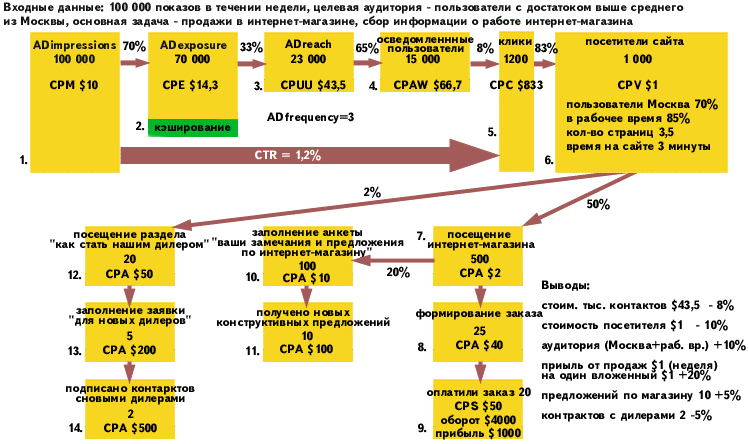 Входные данные: 100 000 показов в течении недели, целевая аудитория - пользователи с достатком выше среднего
из Москвы, основная задача - продажи в интернет-магазине, сбор информации о работе интернет-магазина
ADimpressions
100 000
CPM $10
1.
70%
ADexposure
70 000
CPE $14,3
2.
кэширование
33%
ADreach
23 000
3.
CPUU $43,5
65%
осведомленнные
пользователи
15 000
4.
CPAW $66,7
ADfrequency=3
8%
клики
1200
CPC $833
5.
CTR = 1,2%
83%
посетители сайта
1 000
CPV $1
пользователи Москва 70%
в рабочее время 85%
кол-во страниц 3,5
время на сайте 3 минуты
6.
2%
50%
посещение раздела
"как стать нашим дилером"
20
12.
CPA $50
заполнение анкеты
"ваши замечания и предложения
по интернет-магазину"
100
10.
CPA $10
20%
7.
посещение
интернет-магазина
500
CPA $2
заполнение заявки
"для новых дилеров"
5
13.
CPA $200
получено новых
конструктивных предложений
10
11.
CPA $100
формирование заказа
25
8.
CPA $40
подписано контарктов
сновыми дилерами
2
14.
CPA $500
оплатили заказ 20
CPS $50
оборот $4000
9.
прибыль $1000
Выводы:
стоим. тыс. контактов $43,5 - 8%
стоимость посетителя $1 - 10%
аудитория (Москва+раб. вр.) +10%
приыль от продаж $1 (неделя)
на один вложенный $1 +20%
предложений по магазину 10 +5%
контрактов с дилерами 2 -5%